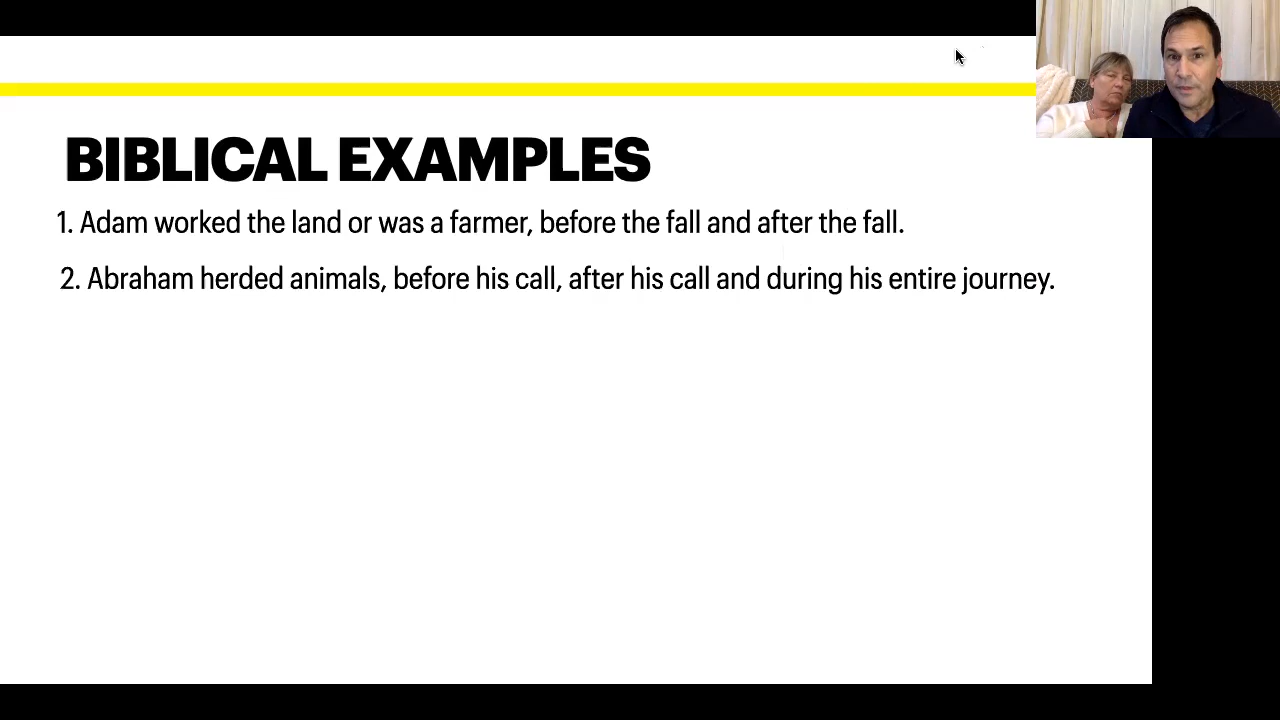 BIBLICAL EXAMPLES
1. Adam worked the land or was a farmer, before the fall and after the fall.
2. Abraham herded animals, before his call, after his call and during his entire journey.